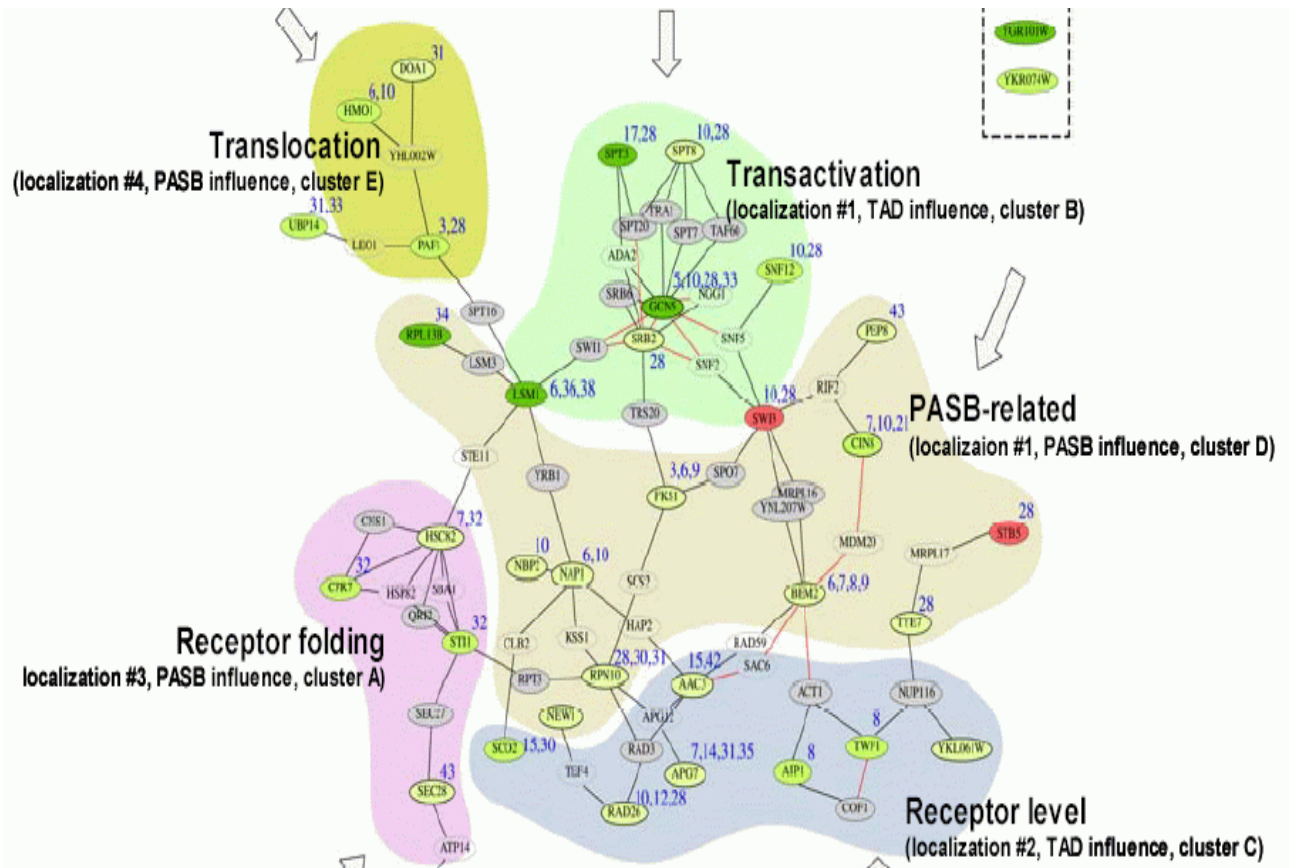 YGR101W
YKR074W
31
DOA1
6,10
HMO1
Translocation
(localization #4, PASB influence, cluster E)
YHL002W
31,33
UBP14
LEO1
3,28
PAF1
17,28
SPT3
10,28
SPT8
Transactivation
(localization #1, TAD influence, cluster B)
TRA1
SPT20
SPT7
TAF60
ADA2
10,28
SNF12
5,10,28,33
SRB6
GCN5
NGG1
SPT16
34
RPL13B
LSM3
SWI1
SRB2
28
SNF5
SNF2
43
PEP8
RIF2
LSM1
6,36,38
TRS20
10,28
SWI3
PASB-related
(localizaion #1, PASB influence, cluster D)
7,10,21
CIN8
STE11
YRB1
3,6,9
SPO7
MRPL16
YNL207W
28
STB5
CNS1
7,32
HSC82
MDM20
MRPL17
32
CPR7
HSP82
SBA1
10
NBP2
6,10
NAP1
6,7,8,9
BEM2
28
TYE7
32
STI1
Receptor folding
localization #3, PASB influence, cluster A)
CLB2
KSS1
HAP2
RAD59
SAC6
28,30,31
RPN10
RPT3
15,42
AAC3
ACT1
NUP116
NEW1
APG12
SEC27
8
TWF1
YKL061W
SCO2
15,30
RAD3
7,14,31,35
APG7
8
AIP1
TEF4
43
SEC28
10,12,28
RAD26
COF1
Receptor level
(localization #2, TAD influence, cluster C)
ATP14